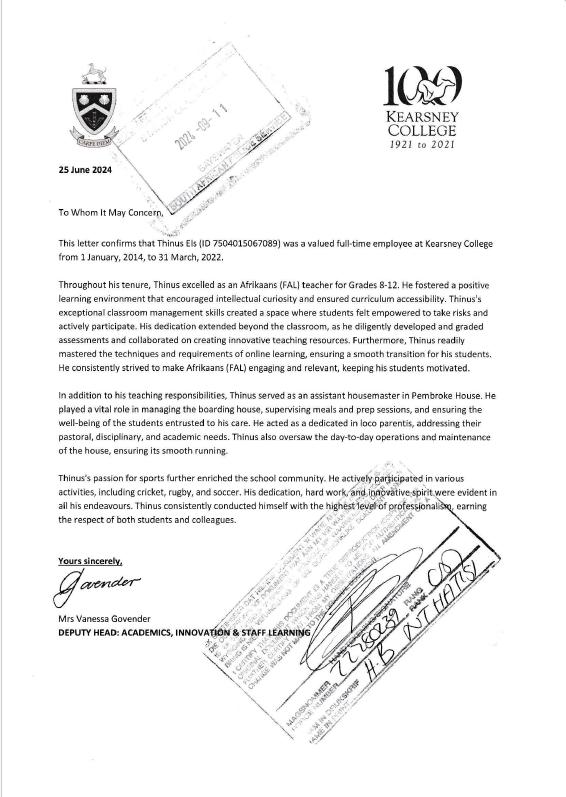 CARPE DIEM
100
KEARSNEY
COLLEGE
1921 to 2021
2024-09-11
SOUTH AFRICAN POLICE SERVICE
25 June 2024
To Whom It May Concern,
This letter confirms that Thinus Els (ID 7504015067089) was a valued full-time employee at Kearsney College
from 1 January, 2014, to 31 March, 2022.
Throughout his tenure, Thinus excelled as an Afrikaans (FAL) teacher for Grades 8-12. He fostered a positive
learning environment that encouraged intellectual curiosity and ensured curriculum accessibility. Thinus's
exceptional classroom management skills created a space where students felt empowered to take risks and
actively participate. His dedication extended beyond the classroom, as he diligently developed and graded
assessments and collaborated on creating innovative teaching resources. Furthermore, Thinus readily
mastered the techniques and requirements of online learning, ensuring a smooth transition for his students.
He consistently strived to make Afrikaans (FAL) engaging and relevant, keeping his students motivated.
In addition to his teaching responsibilities, Thinus served as an assistant housemaster in Pembroke House. He
played a vital role in managing the boarding house, supervising meals and prep sessions, and ensuring the
well-being of the students entrusted to his care. He acted as a dedicated in loco parentis, addressing their
pastoral, disciplinary, and academic needs. Thinus also oversaw the day-to-day operations and maintenance
of the house, ensuring its smooth running.
Thinus's passion for sports further enriched the school community. He actively participated in various
activities, including cricket, rugby, and soccer. His dedication, hard work, and innovative spirit were evident in
all his endeavours. Thinus consistently conducted himself with the highest level of professionalism, earning
the respect of both students and colleagues.
Yours sincerely,
Govender
Mrs Vanessa Govender
DEPUTY HEAD: ACADEMICS, INNOVATION & STAFF LEARNING
RANG
RANK